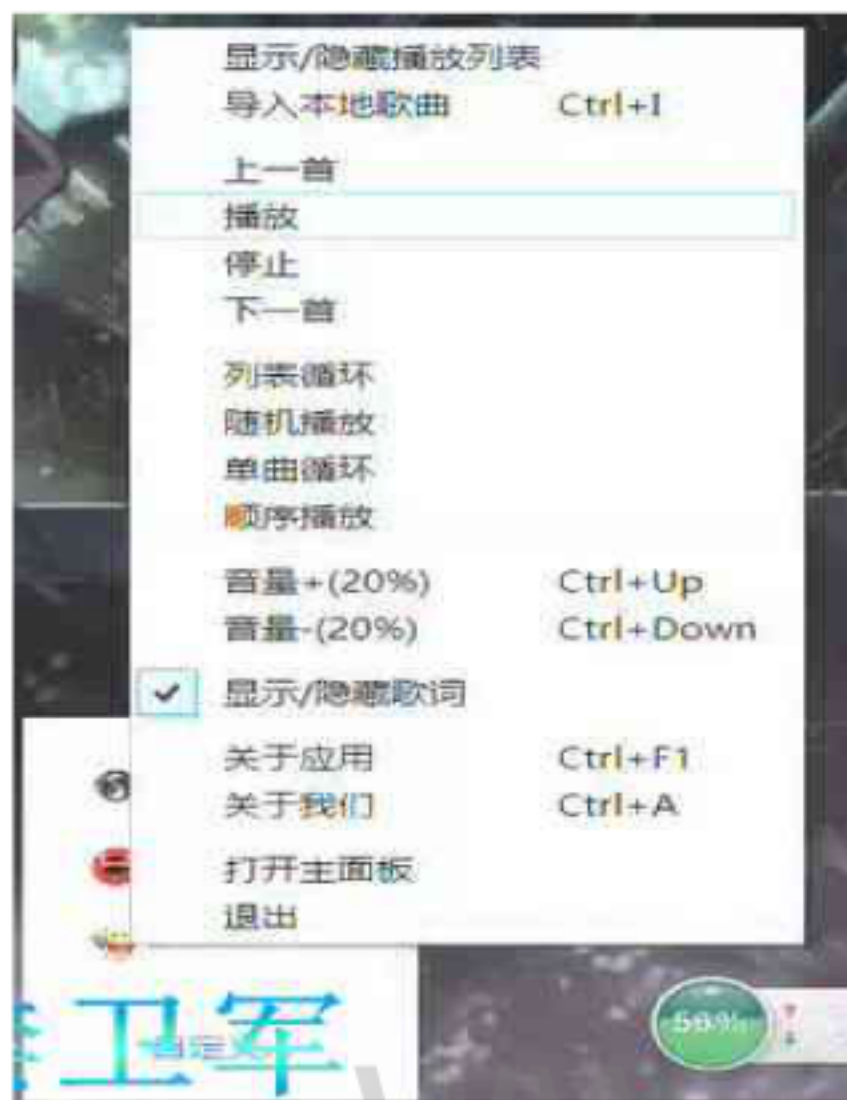 显示/隐藏播放列表
导入本地歌曲 Ctrl+I
上一首
播放
停止
下一首
列表循环
随机播放
单曲循环
顺序播放
音量+(20%) Ctrl+Up
音量-(20%) Ctrl+Down
显示/隐藏歌词
关于应用 Ctrl+F1
关于我们 Ctrl+A
打开主面板
退出
卫军
自定义
56%